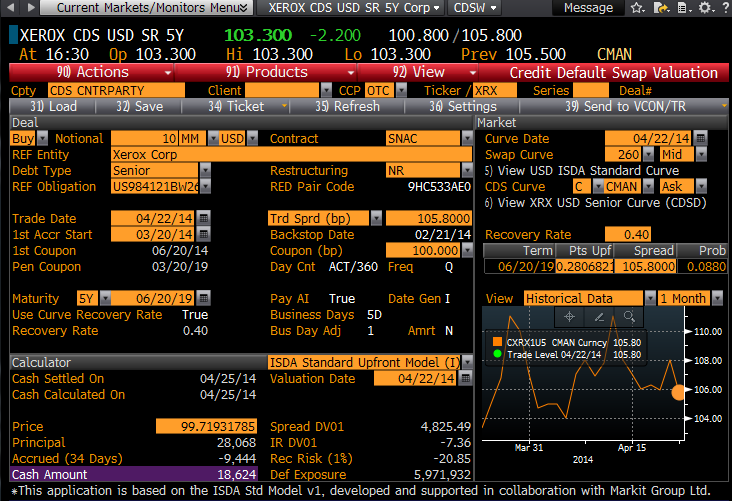 Current Markets/Monitors Menu XEROX CDS USD SR 5Y Corp CDSW Message
XEROX CDS USD SR 5Y 103.300 -2.200 100.800 / 105.800
At 16:30 Op 103.300 Hi 103.300 Lo 103.300 Prev 105.500 CMAN
90) Actions 91) Products 92) View Credit Default Swap Valuation
Cpty CDS CNTRPARTY Client CCP OTC Ticker / XRX Series Deal#
31) Load 32) Save 34) Ticket 35) Refresh 36) Settings 39) Send to VCON/TR
Deal
Buy Notional 10 MM USD Contract SNAC
REF Entity Xerox Corp
Debt Type Senior Restructuring NR
REF Obligation US984121BW26 RED Pair Code 9HC533AE0
Trade Date 04/22/14 Trd Sprd (bp) 105.8000
1st Accr Start 03/20/14 Backstop Date 02/21/14
1st Coupon 06/20/14 Coupon (bp) 100.000
Pen Coupon 03/20/19 Day Cnt ACT/360 Freq Q
Maturity 5Y 06/20/19 Pay AI True Date Gen I
Use Curve Recovery Rate True Business Days 5D
Recovery Rate 0.40 Bus Day Adj 1 Amrt N
Market
Curve Date 04/22/14
Swap Curve 260 Mid
5) View USD ISDA Standard Curve
CDS Curve C CMAN Ask
6) View XRX USD Senior Curve (CDSD)
Recovery Rate 0.40
Term Pts Upf Spread Prob
06/20/19 0.2806821 105.8000 0.0880
View Historical Data 1 Month
CXRX1U5 CMAN Curncy 105.80
Trade Level 04/22/14 105.80
110.00
108.00
106.00
104.00
Mar 31 Apr 15
2014
Calculator ISDA Standard Upfront Model (I)
Cash Settled On 04/25/14 Valuation Date 04/22/14
Cash Calculated On 04/25/14
Price 99.71931785 Spread DV01 4,825.49
Principal 28,068 IR DV01 -7.36
Accrued (34 Days) -9,444 Rec Risk (1%) -20.85
Cash Amount 18,624 Def Exposure 5,971,932
*This application is based on the ISDA Std Model v1, developed and supported in collaboration with Markit Group Ltd.